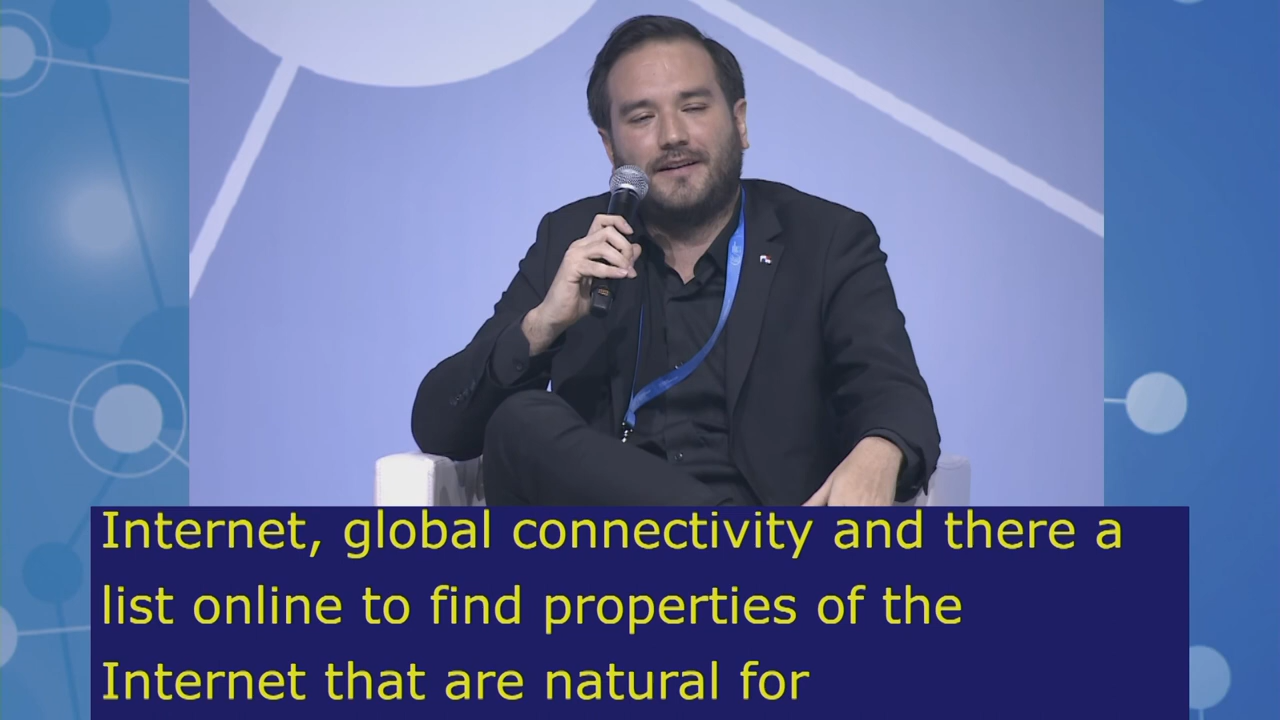 Internet, global connectivity and there a
list online to find properties of the
Internet that are natural for